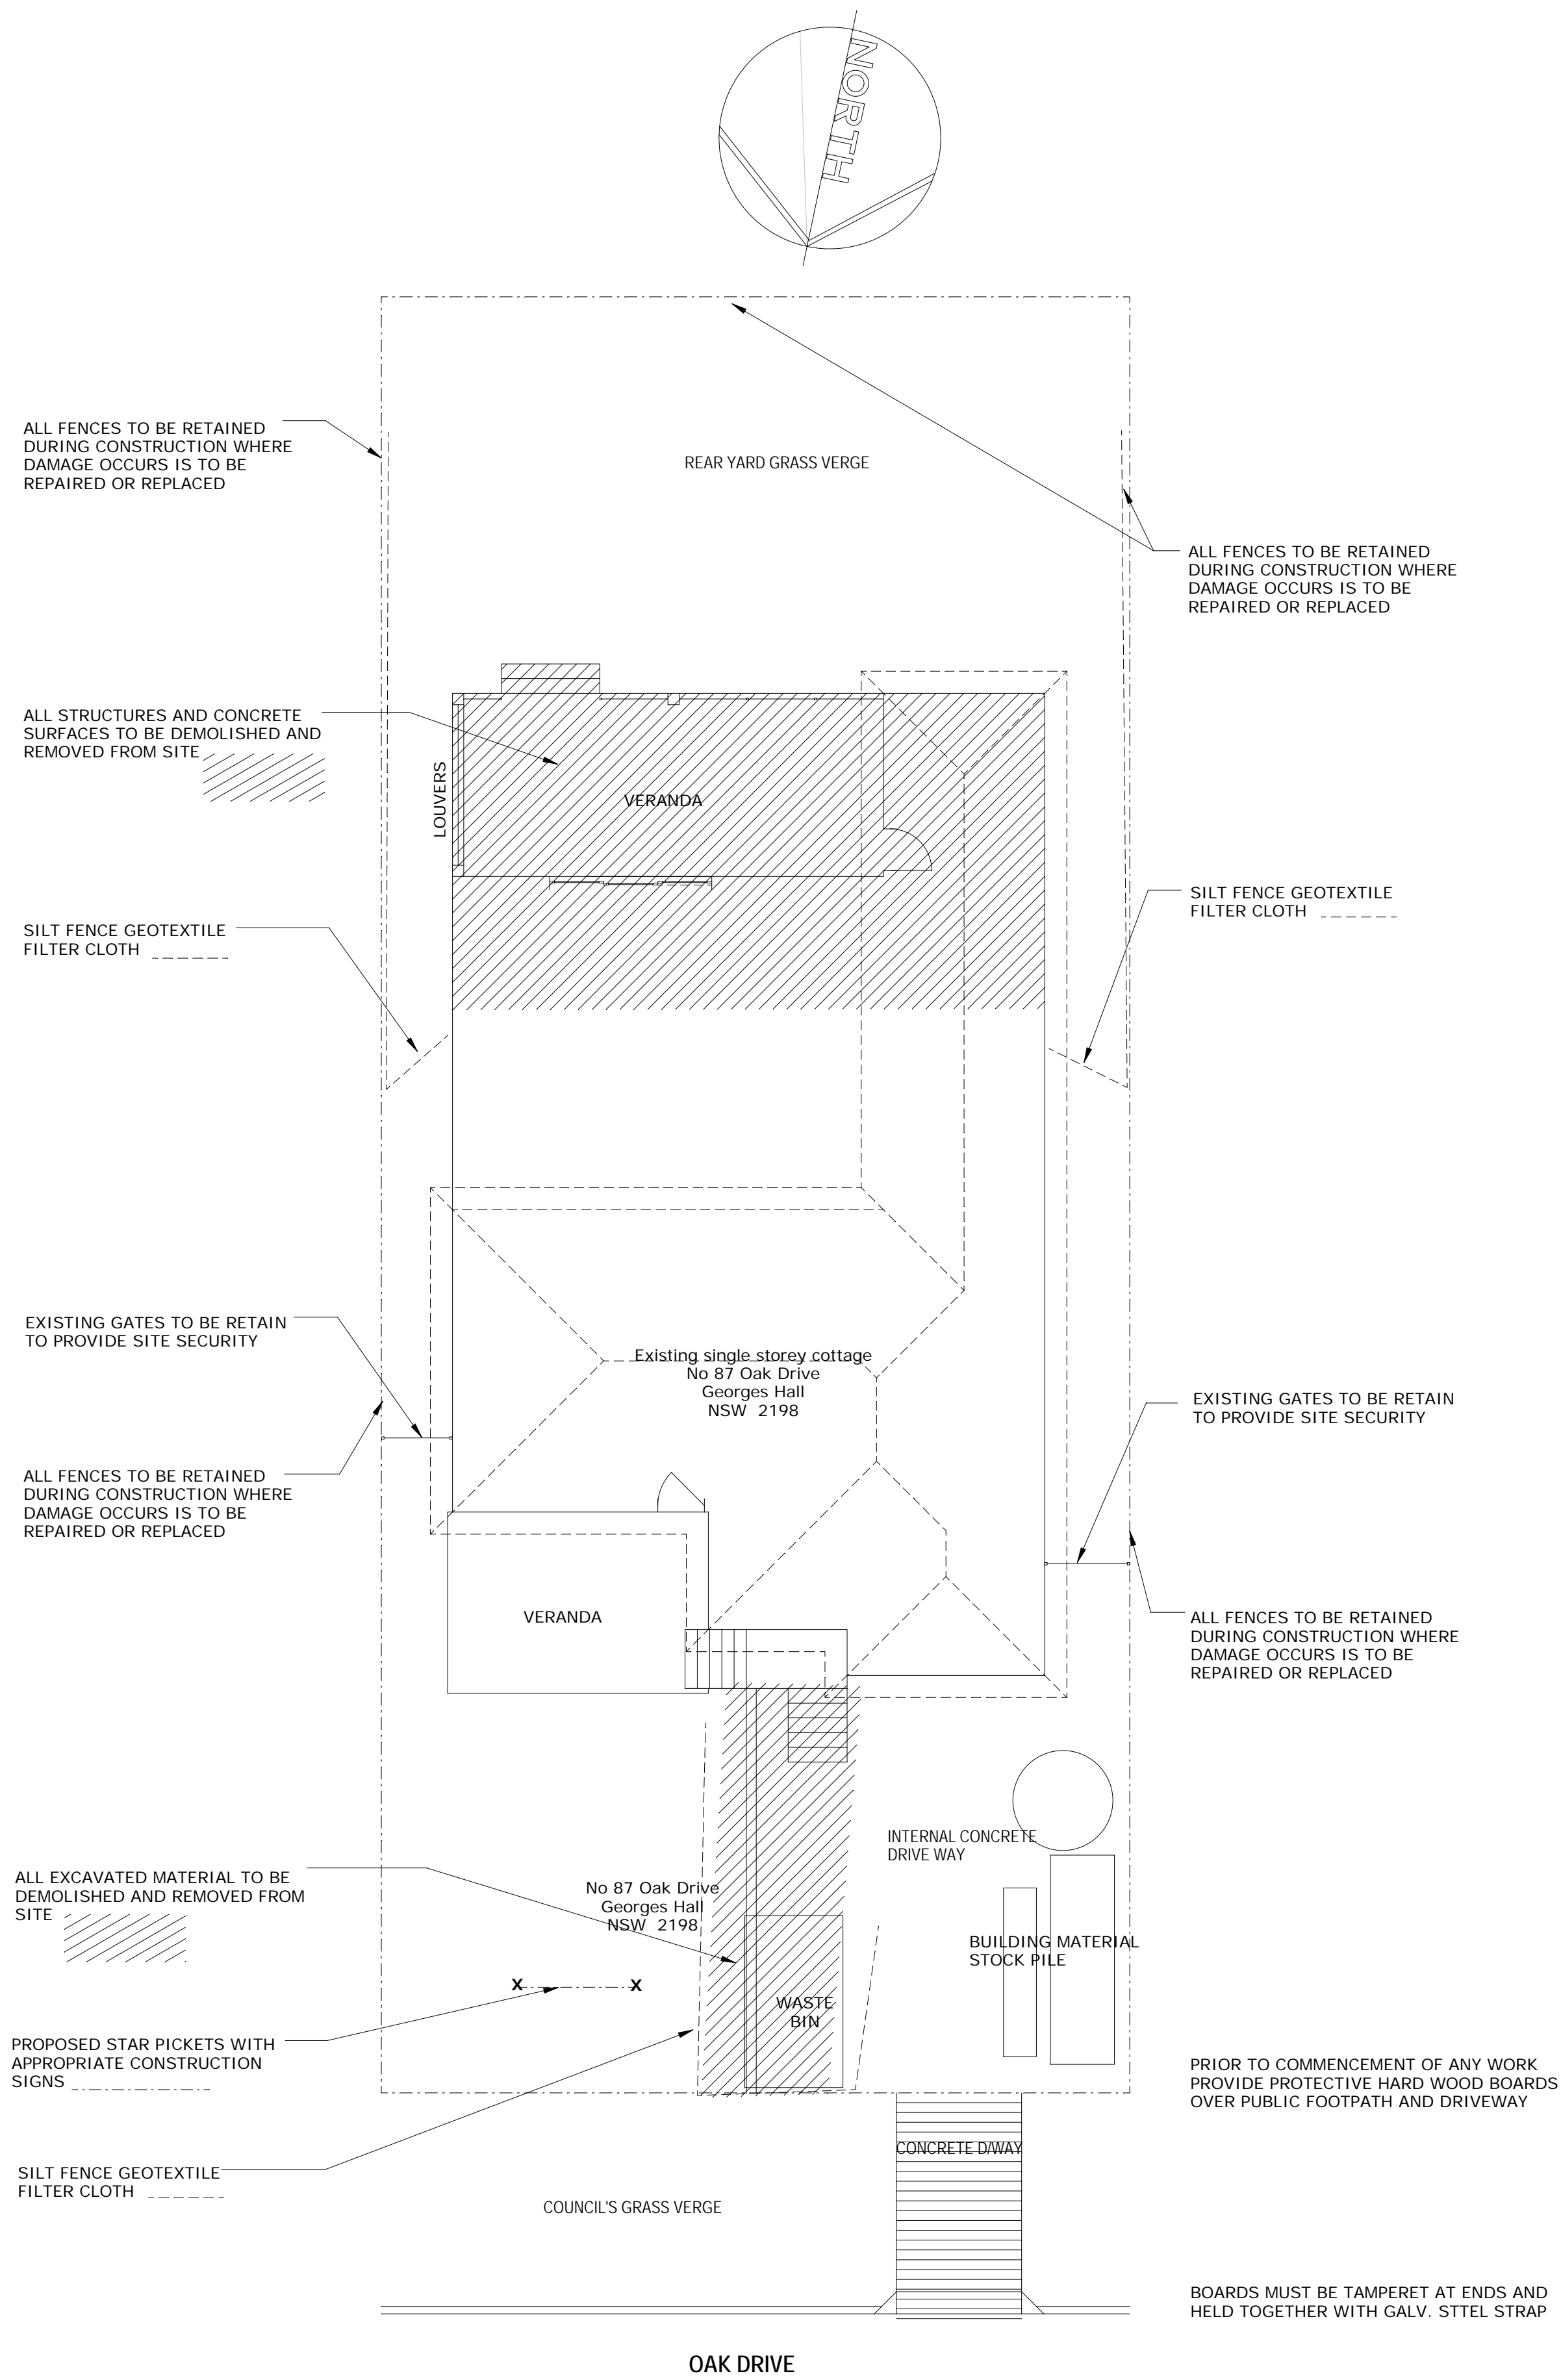 NORTH
ALL FENCES TO BE RETAINED
DURING CONSTRUCTION WHERE
DAMAGE OCCURS IS TO BE
REPAIRED OR REPLACED
REAR YARD GRASS VERGE
ALL FENCES TO BE RETAINED
DURING CONSTRUCTION WHERE
DAMAGE OCCURS IS TO BE
REPAIRED OR REPLACED
ALL STRUCTURES AND CONCRETE
SURFACES TO BE DEMOLISHED AND
REMOVED FROM SITE
LOUVERS
VERANDA
SILT FENCE GEOTEXTILE
FILTER CLOTH
SILT FENCE GEOTEXTILE
FILTER CLOTH
EXISTING GATES TO BE RETAIN
TO PROVIDE SITE SECURITY
Existing single storey cottage
No 87 Oak Drive
Georges Hall
NSW 2198
EXISTING GATES TO BE RETAIN
TO PROVIDE SITE SECURITY
ALL FENCES TO BE RETAINED
DURING CONSTRUCTION WHERE
DAMAGE OCCURS IS TO BE
REPAIRED OR REPLACED
VERANDA
ALL FENCES TO BE RETAINED
DURING CONSTRUCTION WHERE
DAMAGE OCCURS IS TO BE
REPAIRED OR REPLACED
INTERNAL CONCRETE
DRIVE WAY
ALL EXCAVATED MATERIAL TO BE
DEMOLISHED AND REMOVED FROM
SITE
No 87 Oak Drive
Georges Hall
NSW 2198
BUILDING MATERIAL
STOCK PILE
X X
WASTE
BIN
PROPOSED STAR PICKETS WITH
APPROPRIATE CONSTRUCTION
SIGNS
PRIOR TO COMMENCEMENT OF ANY WORK
PROVIDE PROTECTIVE HARD WOOD BOARDS
OVER PUBLIC FOOTPATH AND DRIVEWAY
CONCRETE D/WAY
SILT FENCE GEOTEXTILE
FILTER CLOTH
COUNCIL'S GRASS VERGE
BOARDS MUST BE TAMPERET AT ENDS AND
HELD TOGETHER WITH GALV. STTEL STRAP
OAK DRIVE